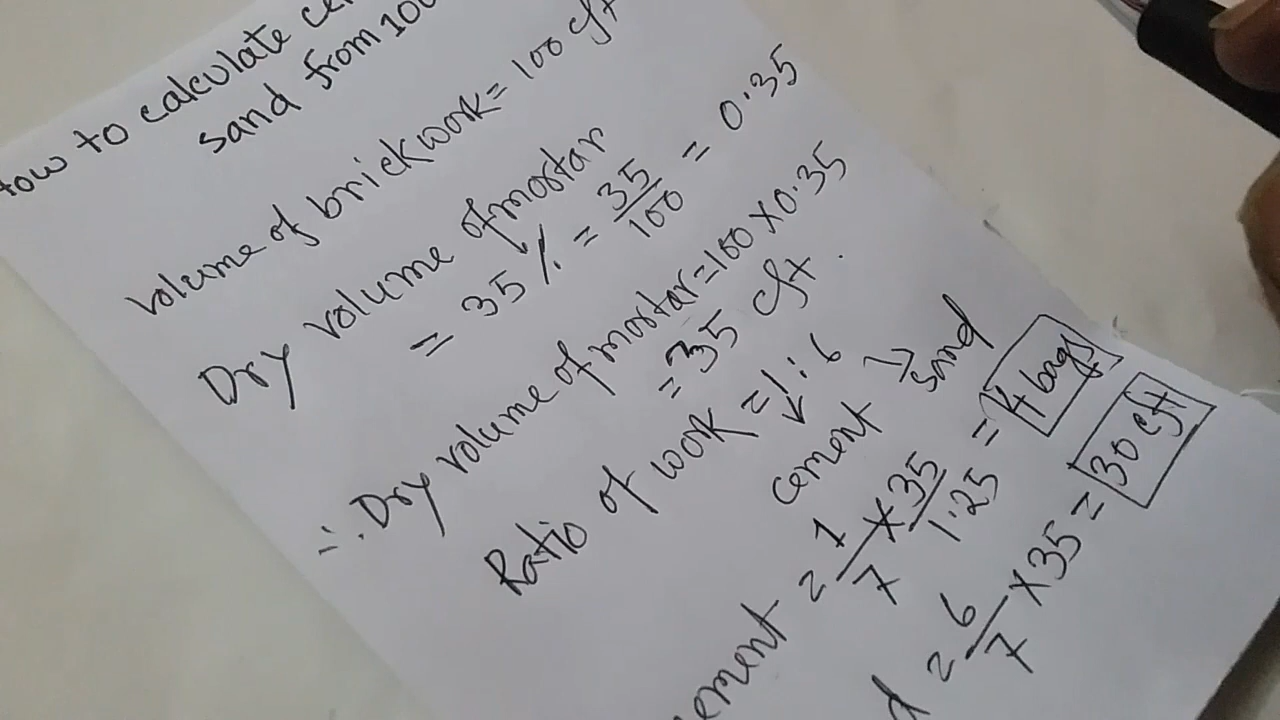 how to calculate
sand from 100
volume of brickwork = 100 cft
Dry volume of mortar
= 35 % = 35/100 = 0.35
∴ Dry volume of mortar = 100 X 0.35
= 35 cft.
Ratio of work = 1:6
cement sand
cement = 1/7 X 35/1.25 = 4 bags
= 6/7 X 35 = 30 cft